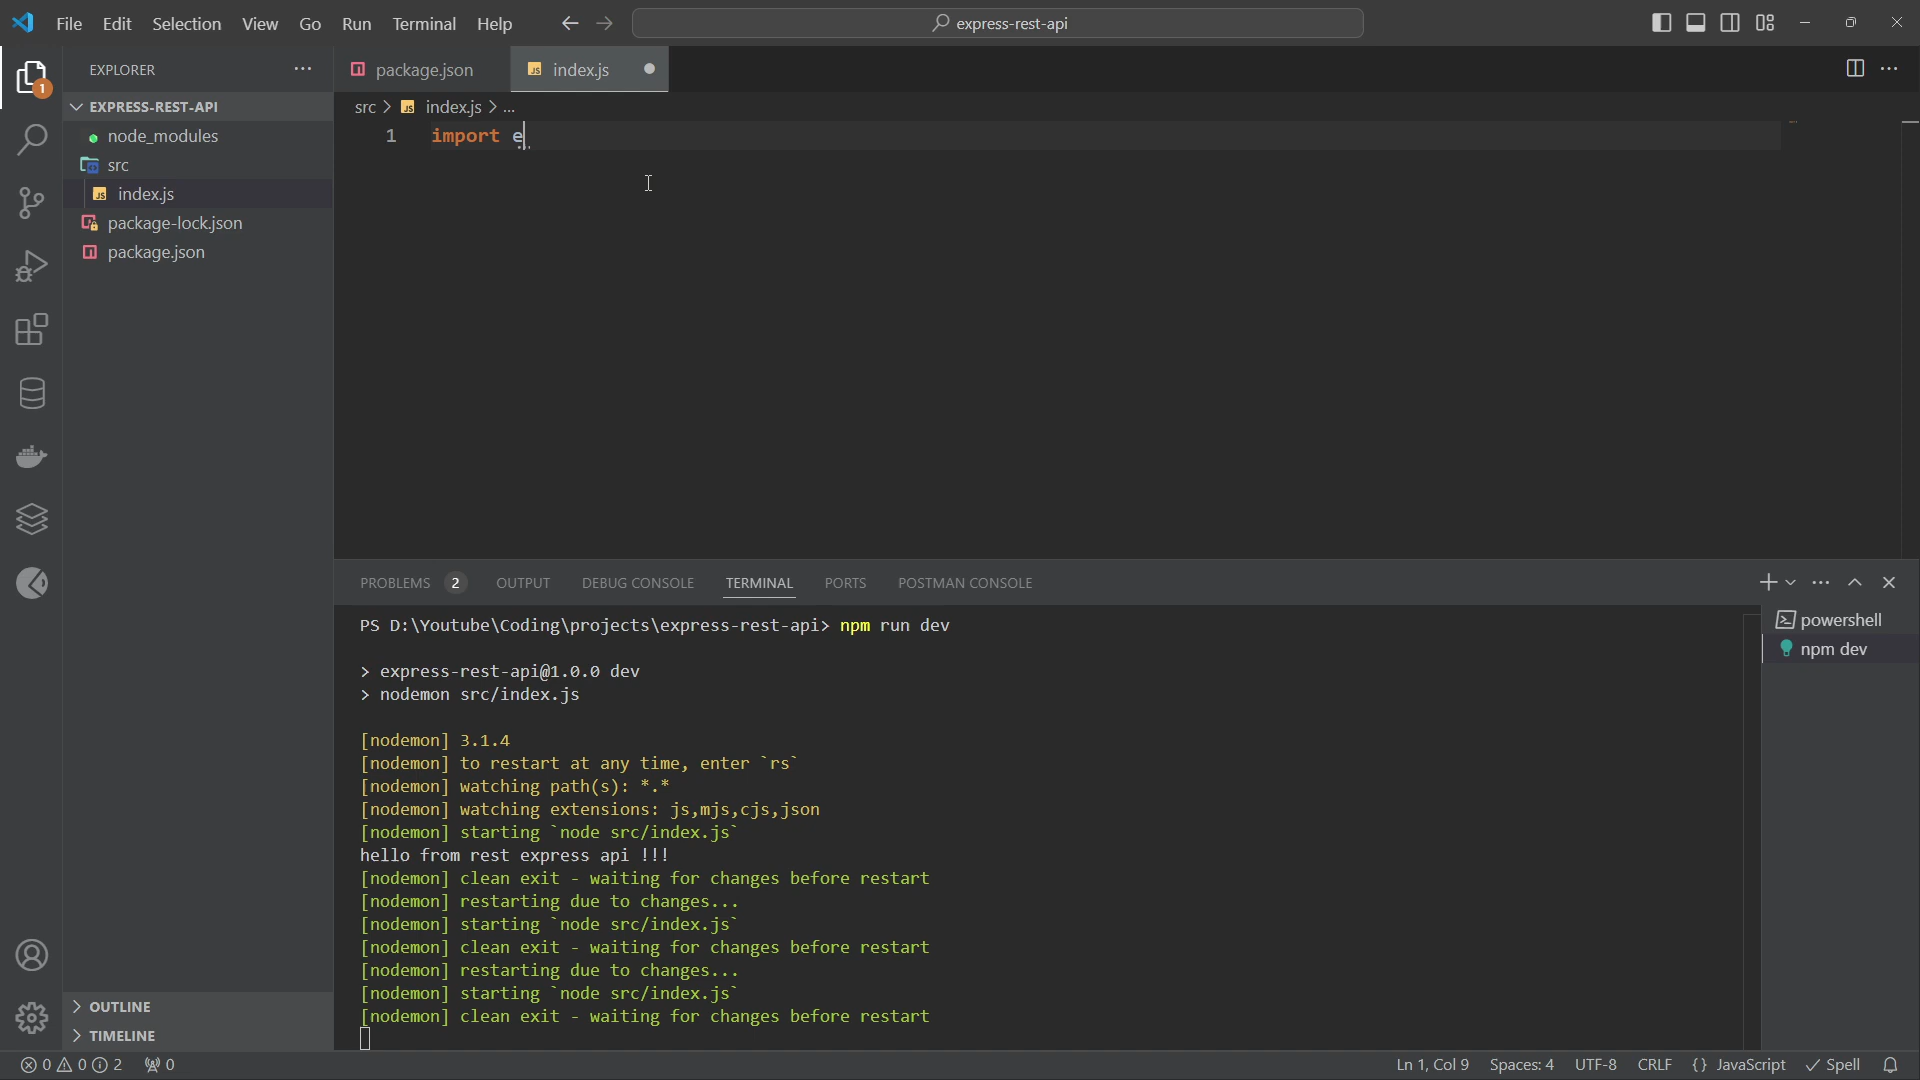 File Edit Selection View Go Run Terminal Help
express-rest-api
EXPLORER
1
EXPRESS-REST-API
node_modules
src
index.js
package-lock.json
package.json
OUTLINE
TIMELINE
package.json
index.js
src > index.js > ...
1 import e
PROBLEMS 2 OUTPUT DEBUG CONSOLE TERMINAL PORTS POSTMAN CONSOLE
PS D:\Youtube\Coding\projects\express-rest-api> npm run dev
> express-rest-api@1.0.0 dev
> nodemon src/index.js
[nodemon] 3.1.4
[nodemon] to restart at any time, enter `rs`
[nodemon] watching path(s): *.*
[nodemon] watching extensions: js,mjs,cjs,json
[nodemon] starting `node src/index.js`
hello from rest express api !!!
[nodemon] clean exit - waiting for changes before restart
[nodemon] restarting due to changes...
[nodemon] starting `node src/index.js`
[nodemon] clean exit - waiting for changes before restart
[nodemon] restarting due to changes...
[nodemon] starting `node src/index.js`
[nodemon] clean exit - waiting for changes before restart
powershell
npm dev
0 0 2 0
Ln 1, Col 9 Spaces: 4 UTF-8 CRLF {} JavaScript Spell